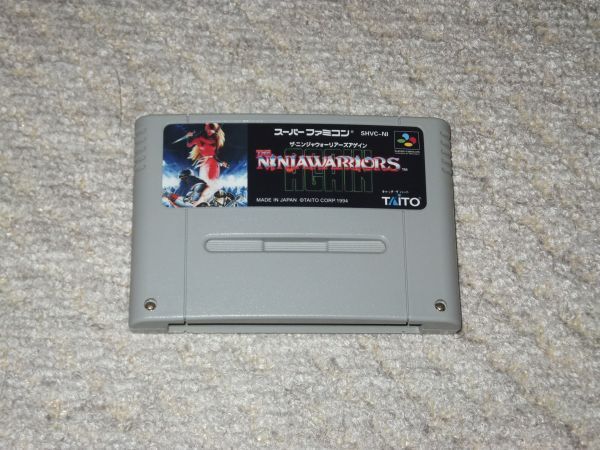 スーパーファミコン® SHVC-NI
ザ・ニンジャウォーリアーズアゲイン
THE NINJAWARRIORS™
AGAIN
MADE IN JAPAN ©TAITO CORP 1994
TAITO